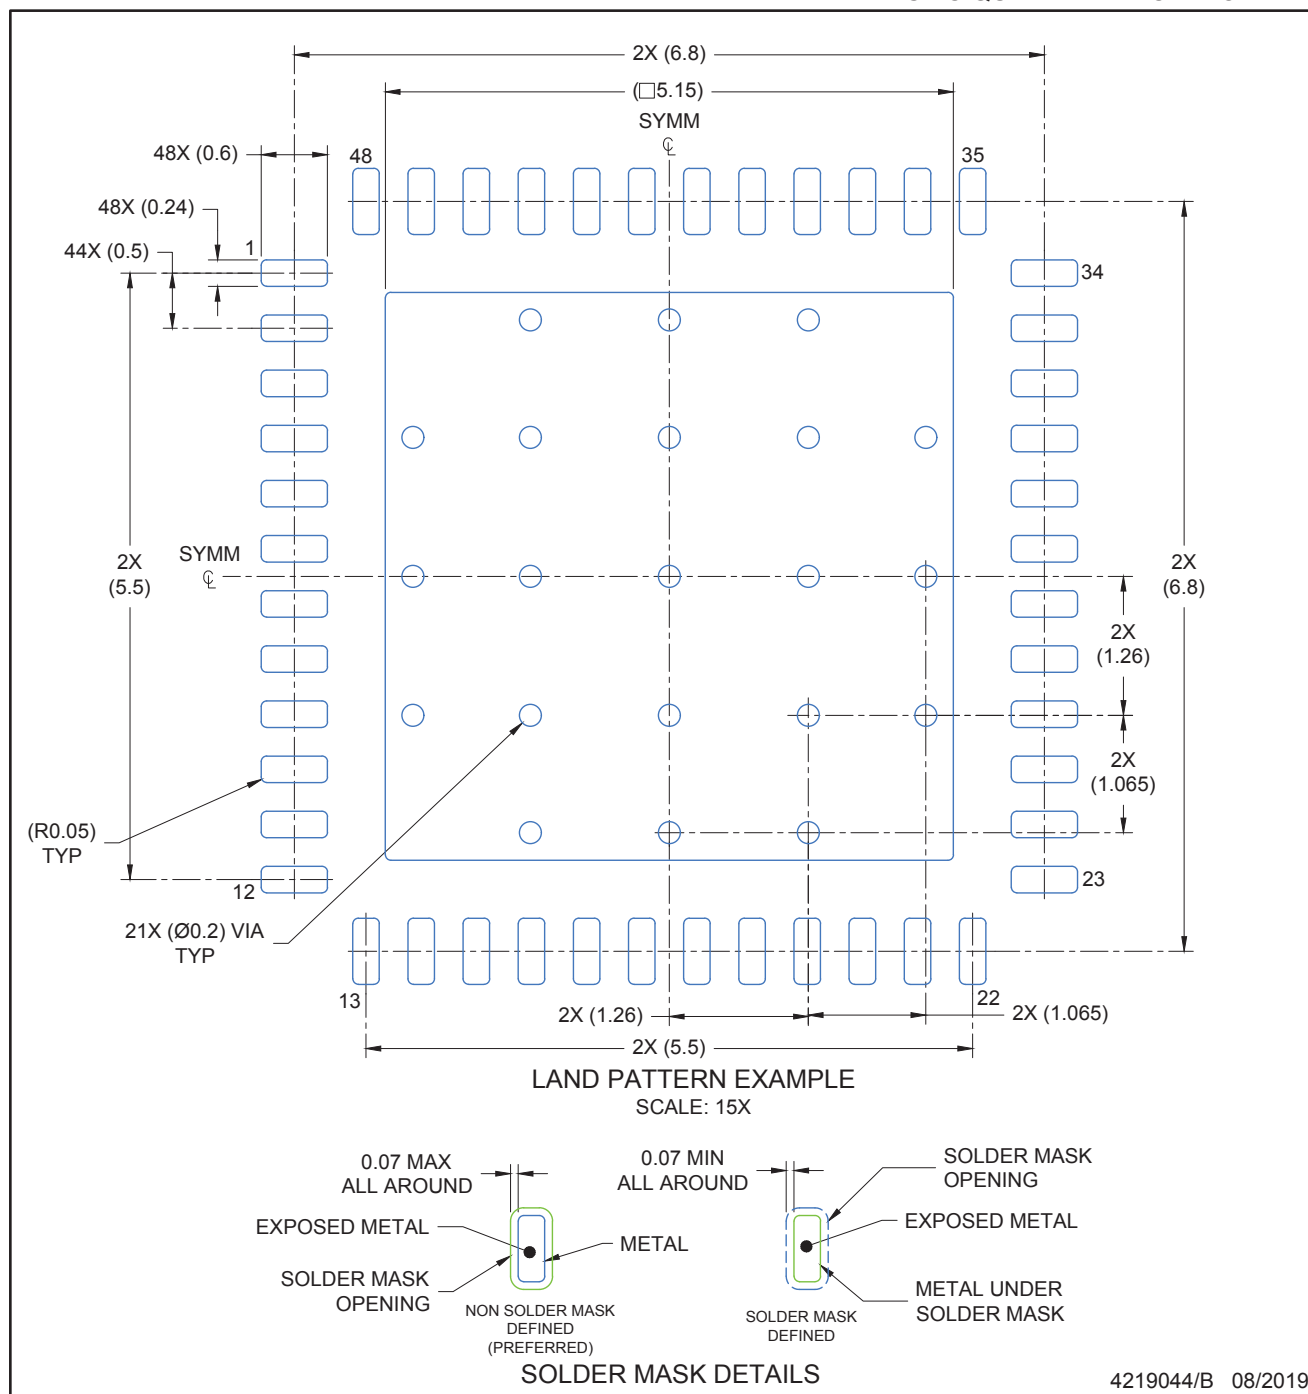 2X (6.8)
(□5.15)
SYMM
℄
48X (0.6)
48
35
48X (0.24)
44X (0.5)
1
34
SYMM
℄
2X
(5.5)
2X
(6.8)
2X
(1.26)
2X
(1.065)
(R0.05)
TYP
12
23
21X (Ø0.2) VIA
TYP
13
22
2X (1.26)
2X (1.065)
2X (5.5)
LAND PATTERN EXAMPLE
SCALE: 15X
0.07 MAX
ALL AROUND
0.07 MIN
ALL AROUND
SOLDER MASK
OPENING
EXPOSED METAL
METAL
EXPOSED METAL
SOLDER MASK
OPENING
METAL UNDER
SOLDER MASK
NON SOLDER MASK
DEFINED
(PREFERRED)
SOLDER MASK
DEFINED
SOLDER MASK DETAILS
4219044/B 08/2019